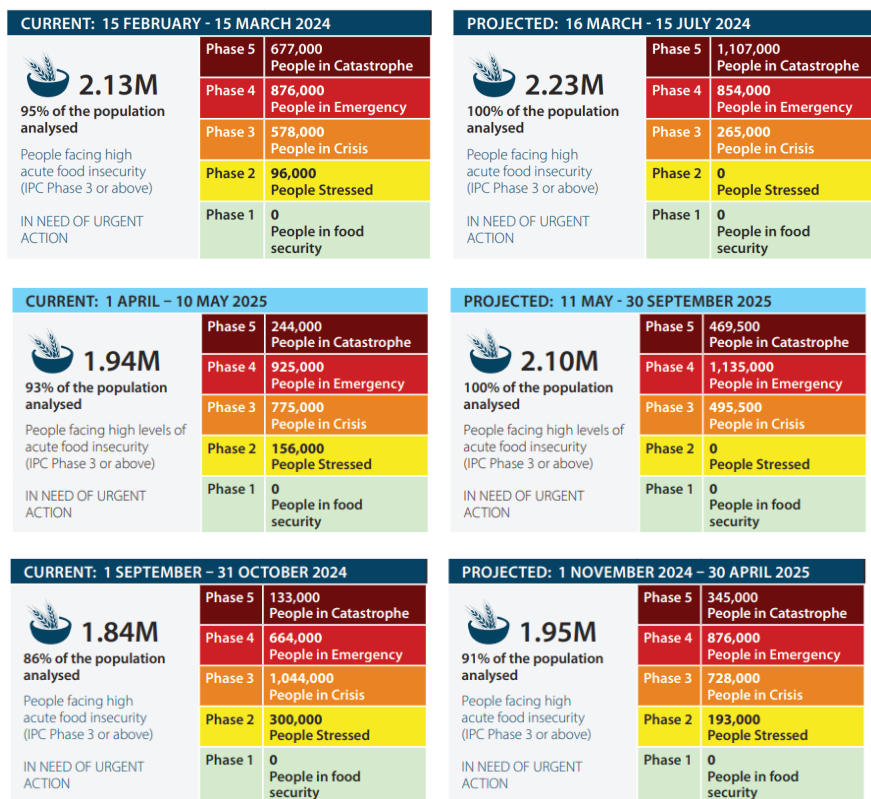 CURRENT: 15 FEBRUARY - 15 MARCH 2024
2.13M
95% of the population
analysed
People facing high
acute food insecurity
(IPC Phase 3 or above)
IN NEED OF URGENT
ACTION
Phase 5 677,000
People in Catastrophe
Phase 4 876,000
People in Emergency
Phase 3 578,000
People in Crisis
Phase 2 96,000
People Stressed
Phase 1 0
People in food
security
PROJECTED: 16 MARCH - 15 JULY 2024
2.23M
100% of the population
analysed
People facing high
acute food insecurity
(IPC Phase 3 or above)
IN NEED OF URGENT
ACTION
Phase 5 1,107,000
People in Catastrophe
Phase 4 854,000
People in Emergency
Phase 3 265,000
People in Crisis
Phase 2 0
People Stressed
Phase 1 0
People in food
security
CURRENT: 1 APRIL – 10 MAY 2025
1.94M
93% of the population
analysed
People facing high levels of
acute food insecurity
(IPC Phase 3 or above)
IN NEED OF URGENT
ACTION
Phase 5 244,000
People in Catastrophe
Phase 4 925,000
People in Emergency
Phase 3 775,000
People in Crisis
Phase 2 156,000
People Stressed
Phase 1 0
People in food
security
PROJECTED: 11 MAY - 30 SEPTEMBER 2025
2.10M
100% of the population
analysed
People facing high levels of
acute food insecurity
(IPC Phase 3 or above)
IN NEED OF URGENT
ACTION
Phase 5 469,500
People in Catastrophe
Phase 4 1,135,000
People in Emergency
Phase 3 495,500
People in Crisis
Phase 2 0
People Stressed
Phase 1 0
People in food
security
CURRENT: 1 SEPTEMBER – 31 OCTOBER 2024
1.84M
86% of the population
analysed
People facing high
acute food insecurity
(IPC Phase 3 or above)
IN NEED OF URGENT
ACTION
Phase 5 133,000
People in Catastrophe
Phase 4 664,000
People in Emergency
Phase 3 1,044,000
People in Crisis
Phase 2 300,000
People Stressed
Phase 1 0
People in food
security
PROJECTED: 1 NOVEMBER 2024 – 30 APRIL 2025
1.95M
91% of the population
analysed
People facing high
acute food insecurity
(IPC Phase 3 or above)
IN NEED OF URGENT
ACTION
Phase 5 345,000
People in Catastrophe
Phase 4 876,000
People in Emergency
Phase 3 728,000
People in Crisis
Phase 2 193,000
People Stressed
Phase 1 0
People in food
security